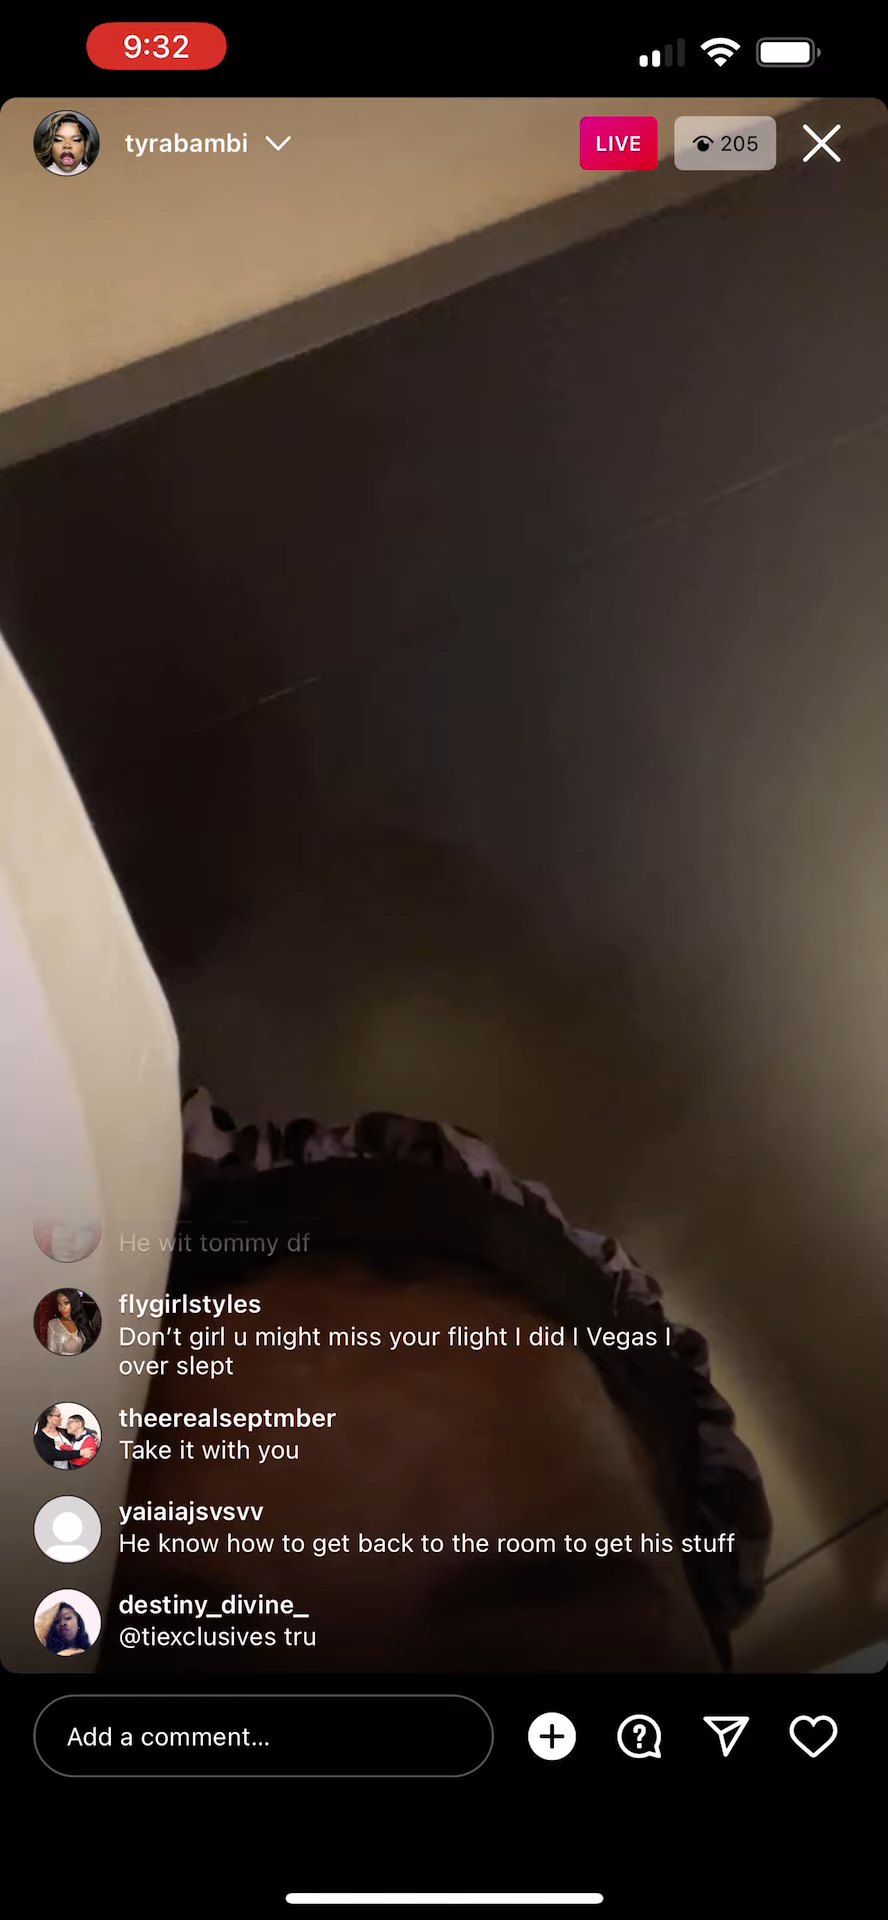 9:32
tyrabambi
LIVE
205
He wit tommy df
flygirlstyles
Don’t girl u might miss your flight I did I Vegas I
over slept
theerealseptmber
Take it with you
yaiaiajsvsvv
He know how to get back to the room to get his stuff
destiny_divine_
@tiexclusives tru
Add a comment...